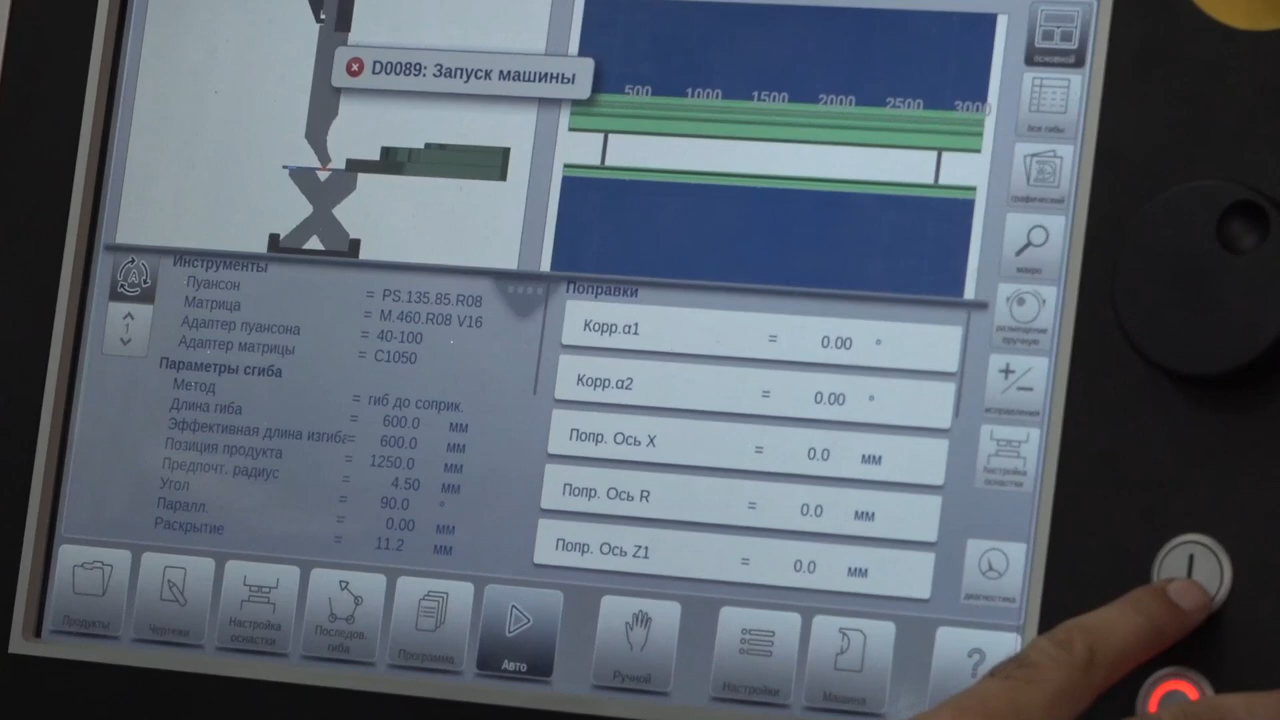 D0089: Запуск машины
500 1000 1500 2000 2500 3000
основной
все гибы
графический
макро
размещение вручную
исправления
Настройка оснастки
диагностика
Инструменты
Пуансон = PS.135.85.R08
Матрица = M.460.R08 V16
Адаптер пуансона = 40-100
Адаптер матрицы = C1050
Параметры сгиба
Метод = гиб до соприк.
Длина гиба = 600.0 мм
Эффективная длина изгиба = 600.0 мм
Позиция продукта = 1250.0 мм
Предпочт. радиус = 4.50 мм
Угол = 90.0 °
Паралл. = 0.00 мм
Раскрытие = 11.2 мм
A
1
Поправки
Корр.α1 = 0.00 °
Корр.α2 = 0.00 °
Попр. Ось X = 0.0 мм
Попр. Ось R = 0.0 мм
Попр. Ось Z1 = 0.0 мм
Продукты
Чертежи
Настройка оснастки
Последов. гиба
Программа
Авто
Ручной
Настройки
Машина
?